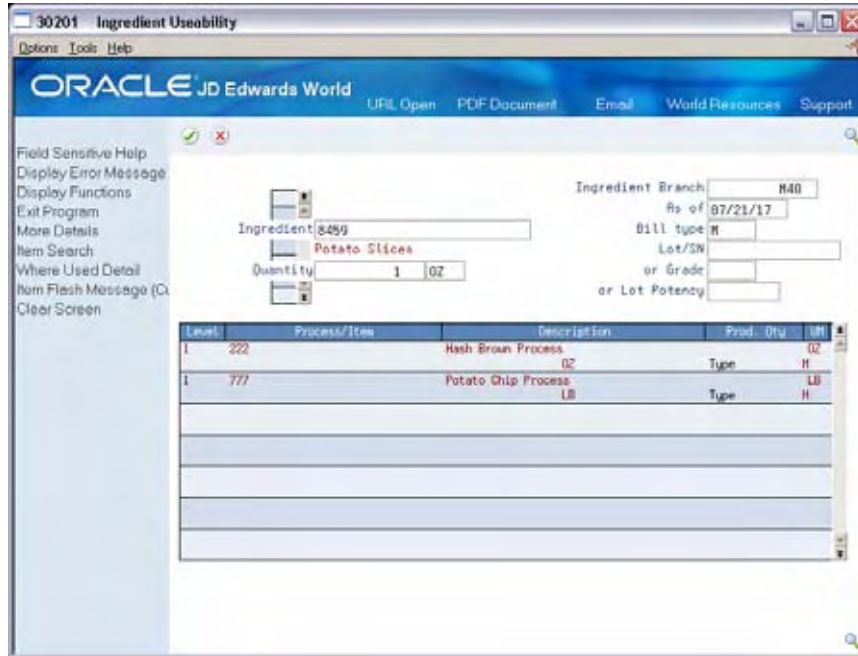 30201 Ingredient Useability
Options Tools Help
ORACLE JD Edwards World
URL Open PDF Document Email World Resources Support
Field Sensitive Help
Display Error Message
Display Functions
Exit Program
More Details
Item Search
Where Used Detail
Item Flash Message (Cu
Clear Screen
Ingredient Branch M40
As of 07/21/17
Ingredient 8459 Bill type M
Potato Slices Lot/SN
Quantity 1 OZ or Grade
or Lot Potency
Level Process/Item Description Prod. Qty UM
1 222 Hash Brown Process OZ
OZ Type M
1 777 Potato Chip Process LB
LB Type M